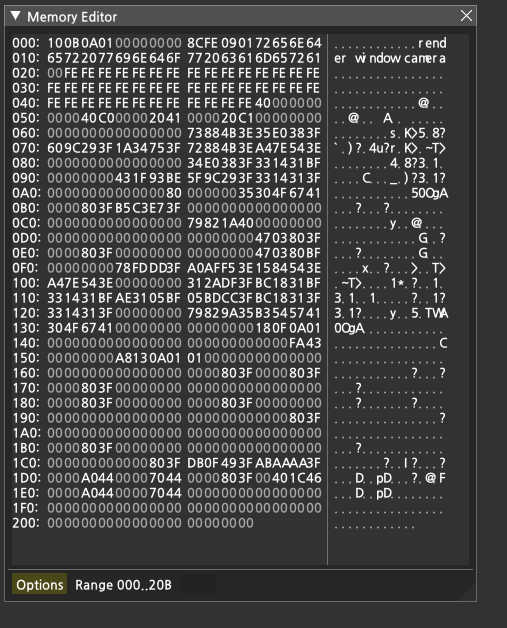 Memory Editor
000: 100B0A0100000000 8CFE090172656E64 ............rend
010: 65722077696E646F 772063616D657261 er window camera
020: 00FEFEFEFEFEFEFE FEFEFEFEFEFEFEFE ................
030: FEFEFEFEFEFEFEFE FEFEFEFEFEFEFEFE ................
040: FEFEFEFEFEFEFEFE FEFEFEFE40000000 ............@...
050: 000040C000002041 000020C100000000 ..@... A.. .....
060: 0000000000000000 73884B3E35E0383F ........s.K>5.8?
070: 609C293F1A34753F 72884B3EA47E543E `.)?.4u?r.K>.~T>
080: 0000000000000000 34E0383F331431BF ........4.8?3.1.
090: 0000431F93BE 5F9C293F3314313F ....C..._.)?3.1?
0A0: 0000000000000080 00000035304F6741 ............50OgA
0B0: 0000803FB5C3E73F 0000000000000000 ...?...?........
0C0: 0000000000000000 79821A4000000000 ........y..@....
0D0: 0000000000000000 000000004703803F ............G..?
0E0: 0000803F00000000 00000000470380BF ...?........G...
0F0: 0000000078FDDD3F A0AFF53E1584543E ....x..?...>..T>
100: A47E543E00000000 312ADF3FBC1831BF .~T>....1*.?..1.
110: 331431BFAE3105BF 05BDCC3FBC18313F 3.1..1.....?..1?
120: 3314313F00000000 79829A35B3545741 3.1?....y..5.TWA
130: 304F674100000000 00000000180F0A01 0OgA............
140: 0000000000000000 000000000000FA43 ...............C
150: 00000000A8130A01 0100000000000000 ................
160: 0000000000000000 0000803F0000803F ...........?...?
170: 0000803F00000000 0000000000000000 ...?............
180: 0000803F00000000 0000803F00000000 ...?.......?....
190: 0000000000000000 000000000000803F ...............?
1A0: 0000000000000000 0000000000000000 ................
1B0: 0000803F00000000 0000000000000000 ...?............
1C0: 000000000000803F DB0F493FABAAAA3F .......?..I?...?
1D0: 0000A04400007044 0000803F00401C46 ...D..pD...?.@.F
1E0: 0000A04400007044 0000000000000000 ...D..pD........
1F0: 0000000000000000 0000000000000000 ................
200: 0000000000000000 00000000 ............
Options Range 000..20B